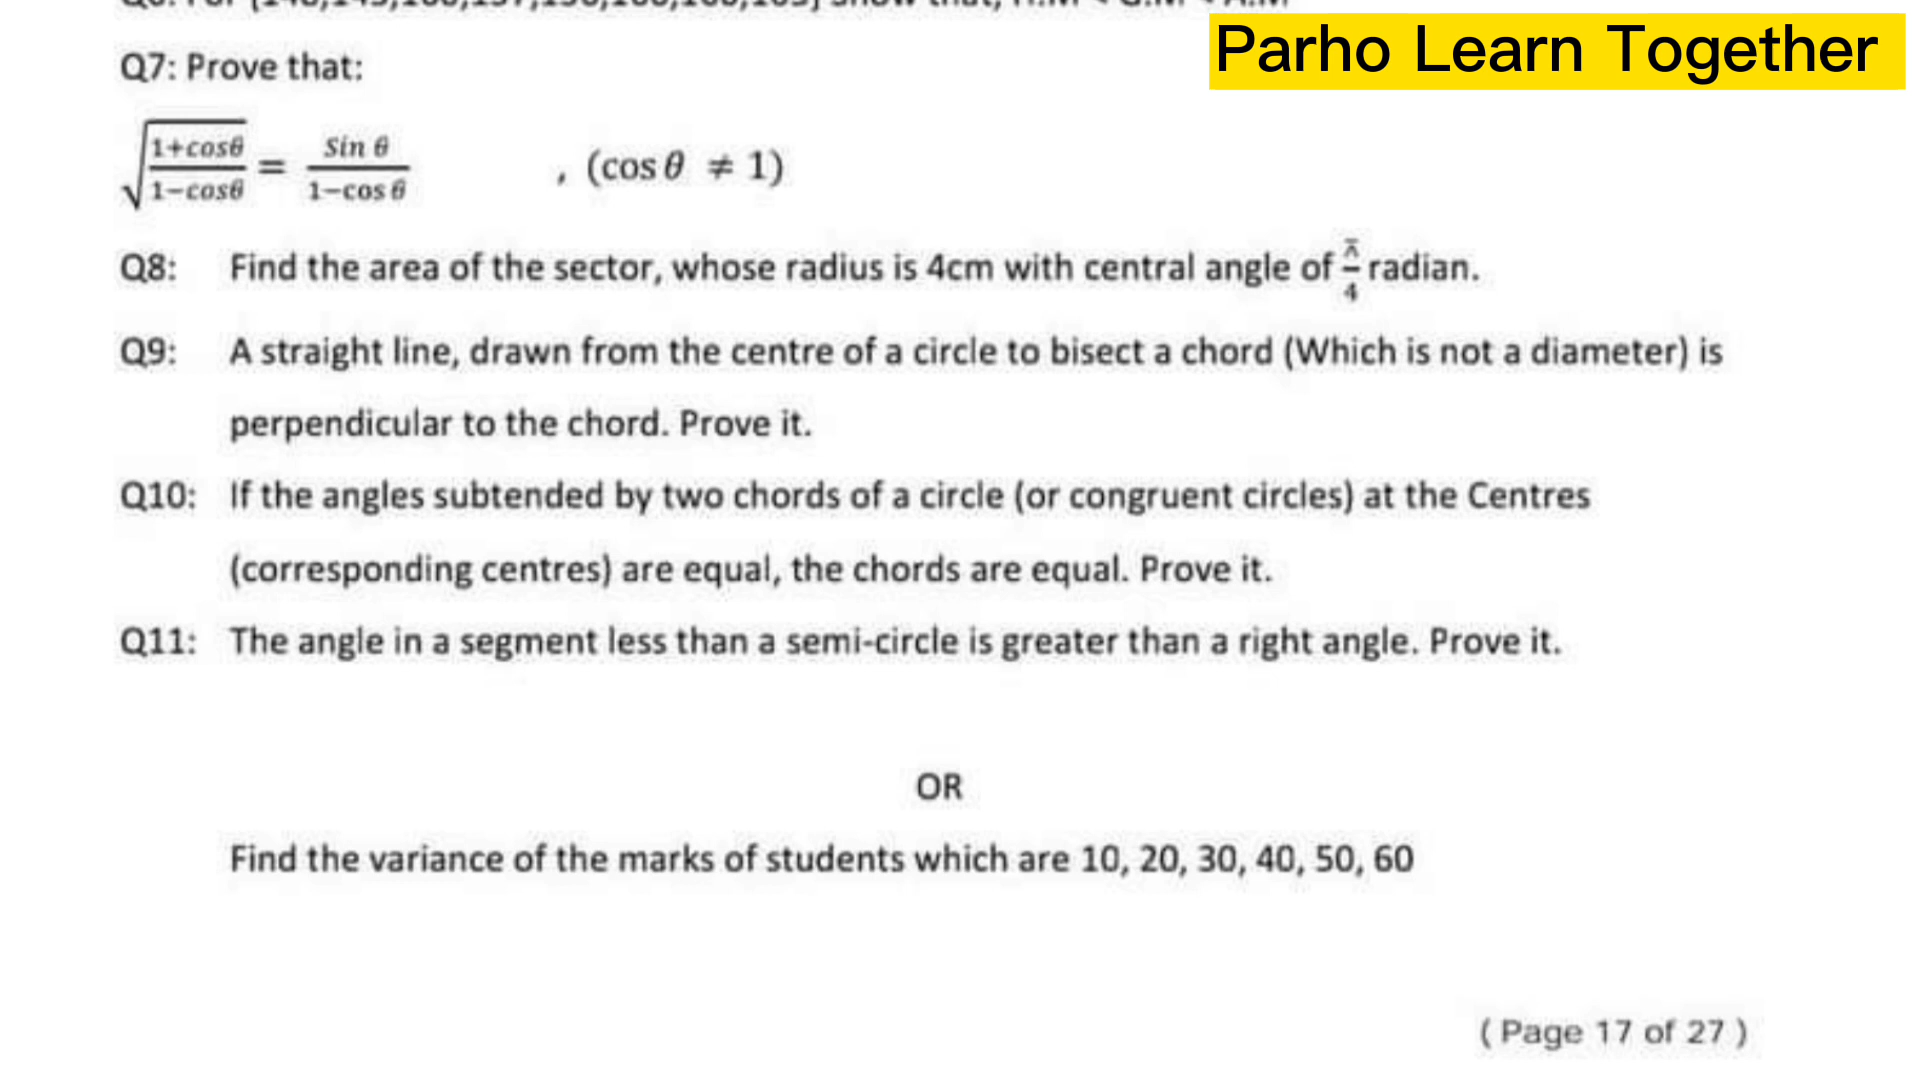 Parho Learn Together
Q7: Prove that:
√(1+cosθ / 1−cosθ) = Sin θ / 1−cos θ , (cos θ ≠ 1)
Q8: Find the area of the sector, whose radius is 4cm with central angle of π/4 radian.
Q9: A straight line, drawn from the centre of a circle to bisect a chord (Which is not a diameter) is
perpendicular to the chord. Prove it.
Q10: If the angles subtended by two chords of a circle (or congruent circles) at the Centres
(corresponding centres) are equal, the chords are equal. Prove it.
Q11: The angle in a segment less than a semi-circle is greater than a right angle. Prove it.
OR
Find the variance of the marks of students which are 10, 20, 30, 40, 50, 60
( Page 17 of 27 )